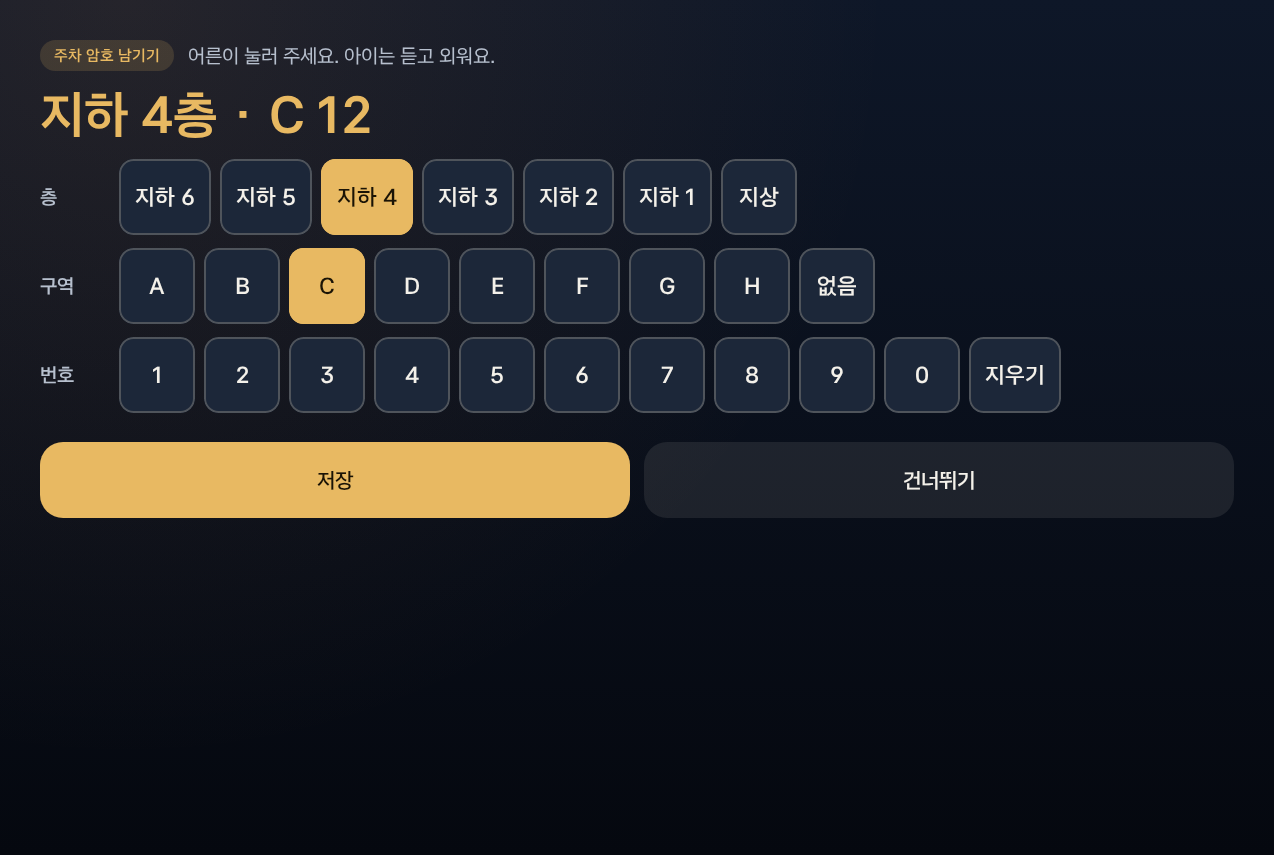 주차 암호 남기기 어른이 눌러 주세요. 아이는 듣고 외워요.
지하 4층 · C 12
층 지하 6 지하 5 지하 4 지하 3 지하 2 지하 1 지상
구역 A B C D E F G H 없음
번호 1 2 3 4 5 6 7 8 9 0 지우기
저장 건너뛰기